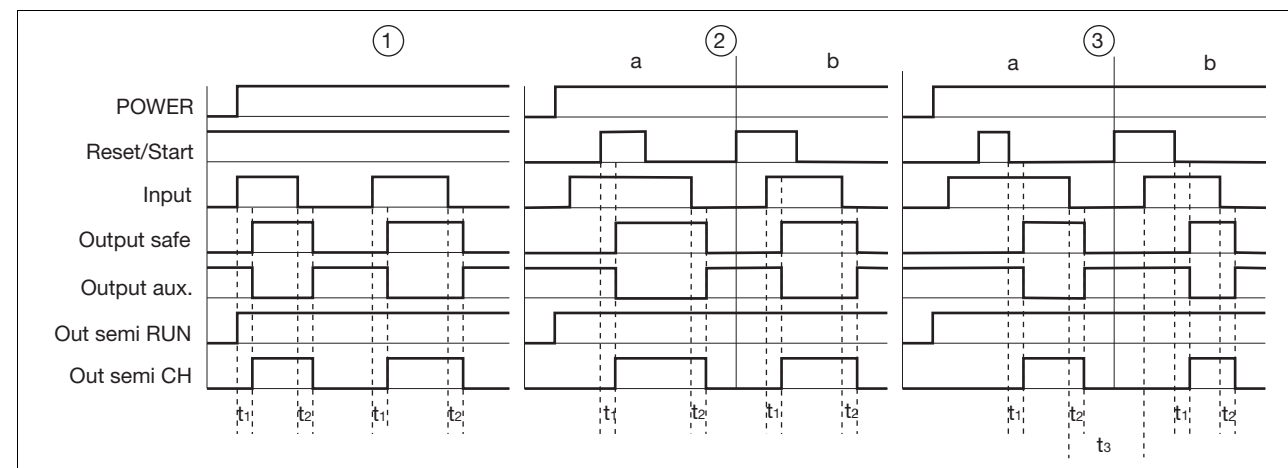 ① ② ③
a b a b
POWER
Reset/Start
Input
Output safe
Output aux.
Out semi RUN
Out semi CH
t1 t2 t1 t2 t1 t2 t1 t2 t1 t2 t1 t2
t3